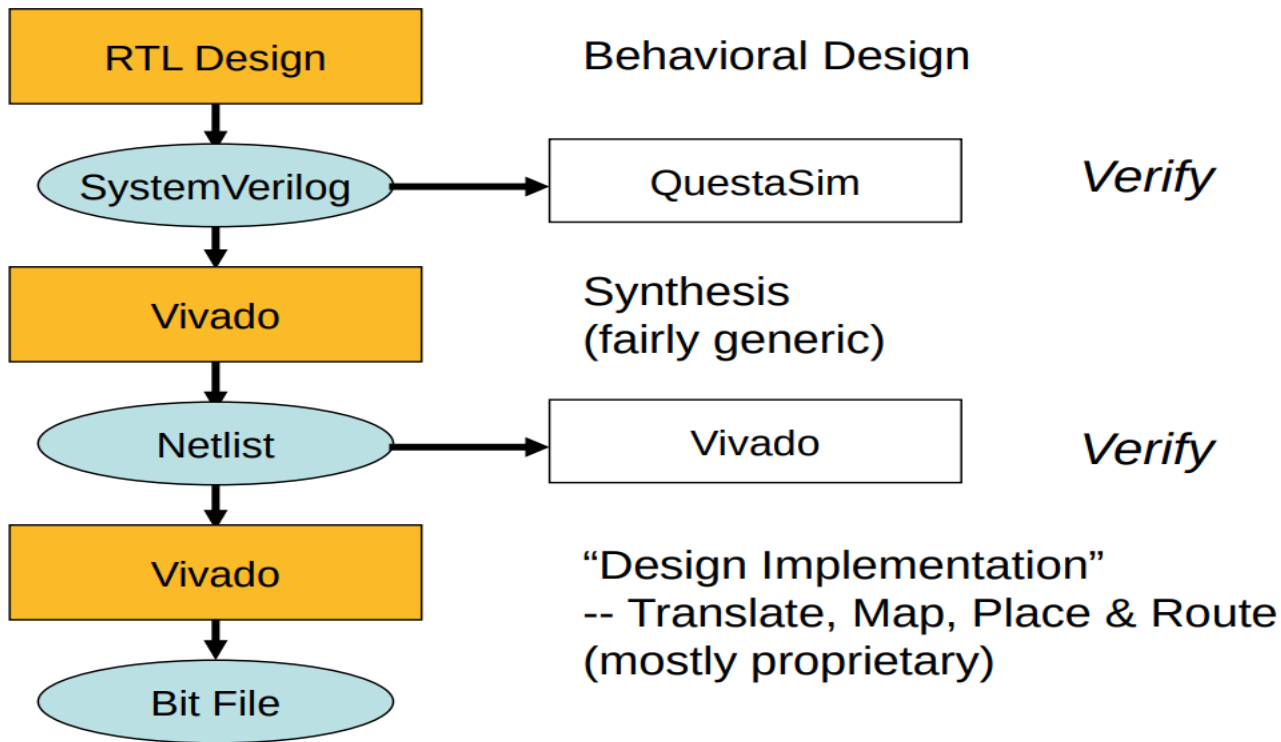 RTL Design
Behavioral Design
SystemVerilog
QuestaSim
Verify
Vivado
Synthesis
(fairly generic)
Netlist
Vivado
Verify
Vivado
“Design Implementation”
-- Translate, Map, Place & Route
(mostly proprietary)
Bit File